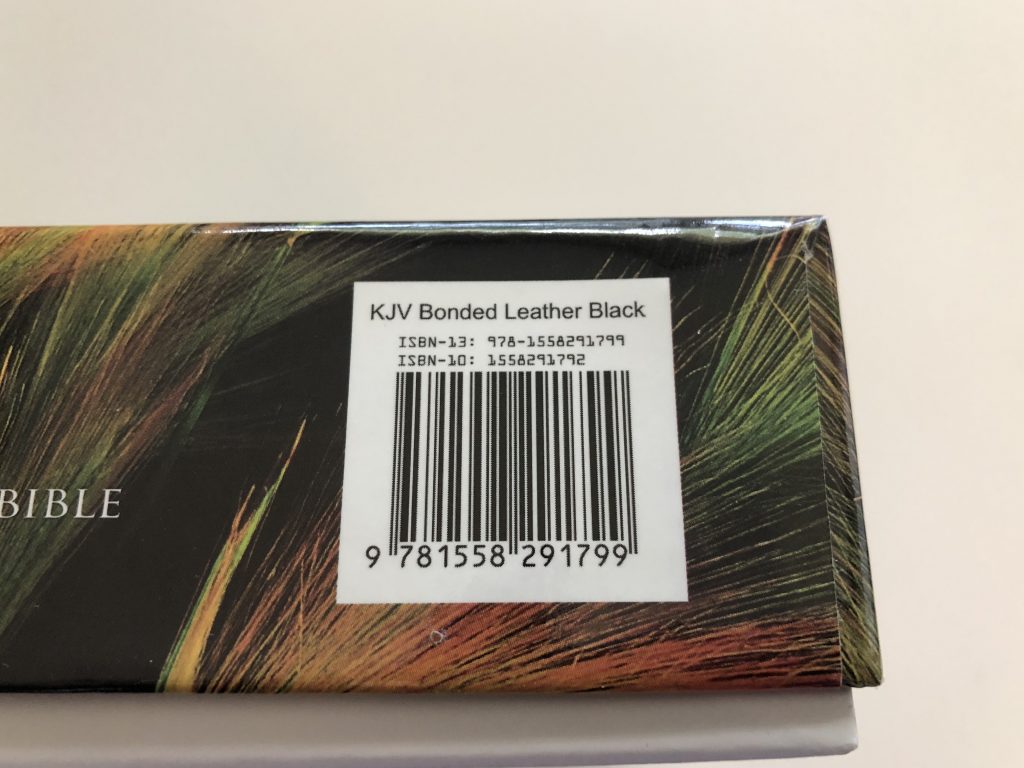 KJV Bonded Leather Black
ISBN-13: 978-1558291799
ISBN-10: 1558291792
9 781558 291799
BIBLE